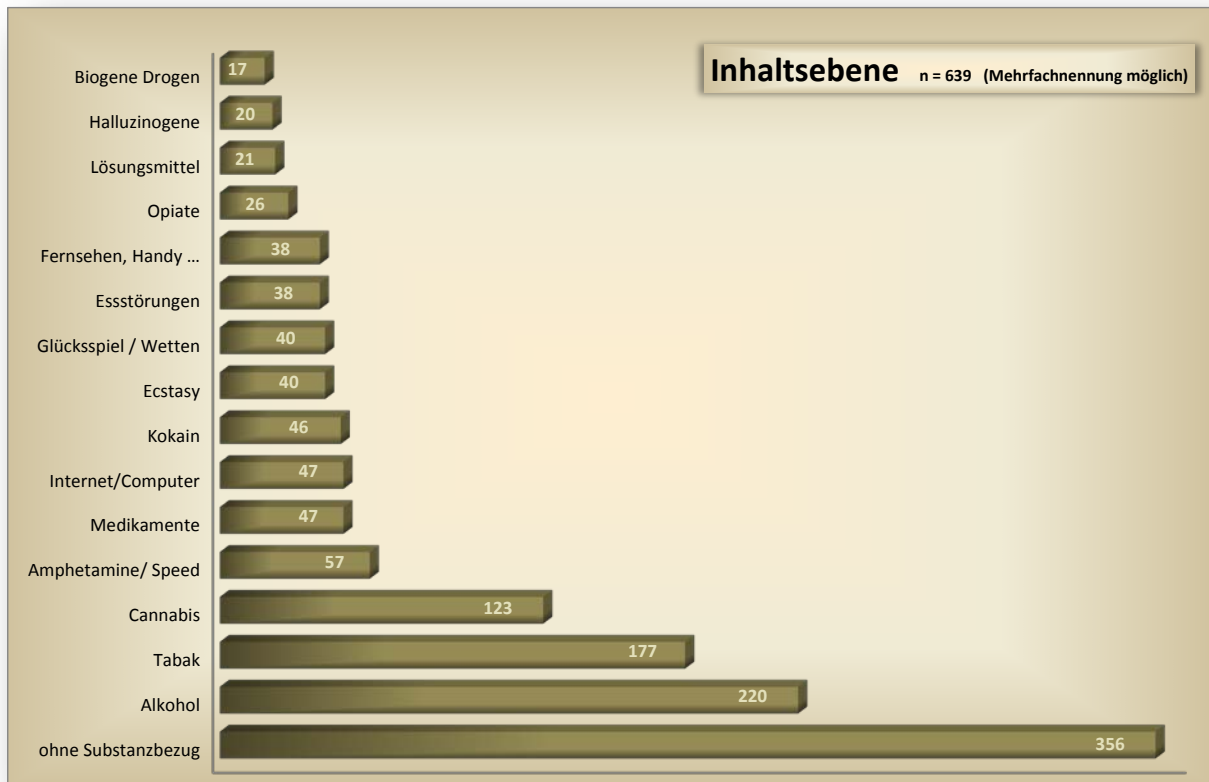 Inhaltsebene n = 639 (Mehrfachnennung möglich)
Biogene Drogen 17
Halluzinogene 20
Lösungsmittel 21
Opiate 26
Fernsehen, Handy ... 38
Essstörungen 38
Glücksspiel / Wetten 40
Ecstasy 40
Kokain 46
Internet/Computer 47
Medikamente 47
Amphetamine/ Speed 57
Cannabis 123
Tabak 177
Alkohol 220
ohne Substanzbezug 356